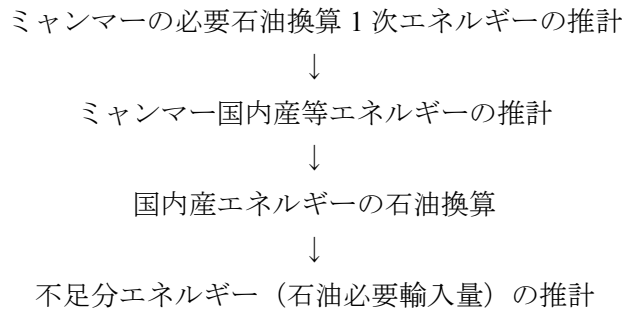 ミャンマーの必要石油換算 1 次エネルギーの推計
↓
ミャンマー国内産等エネルギーの推計
↓
国内産エネルギーの石油換算
↓
不足分エネルギー（石油必要輸入量）の推計